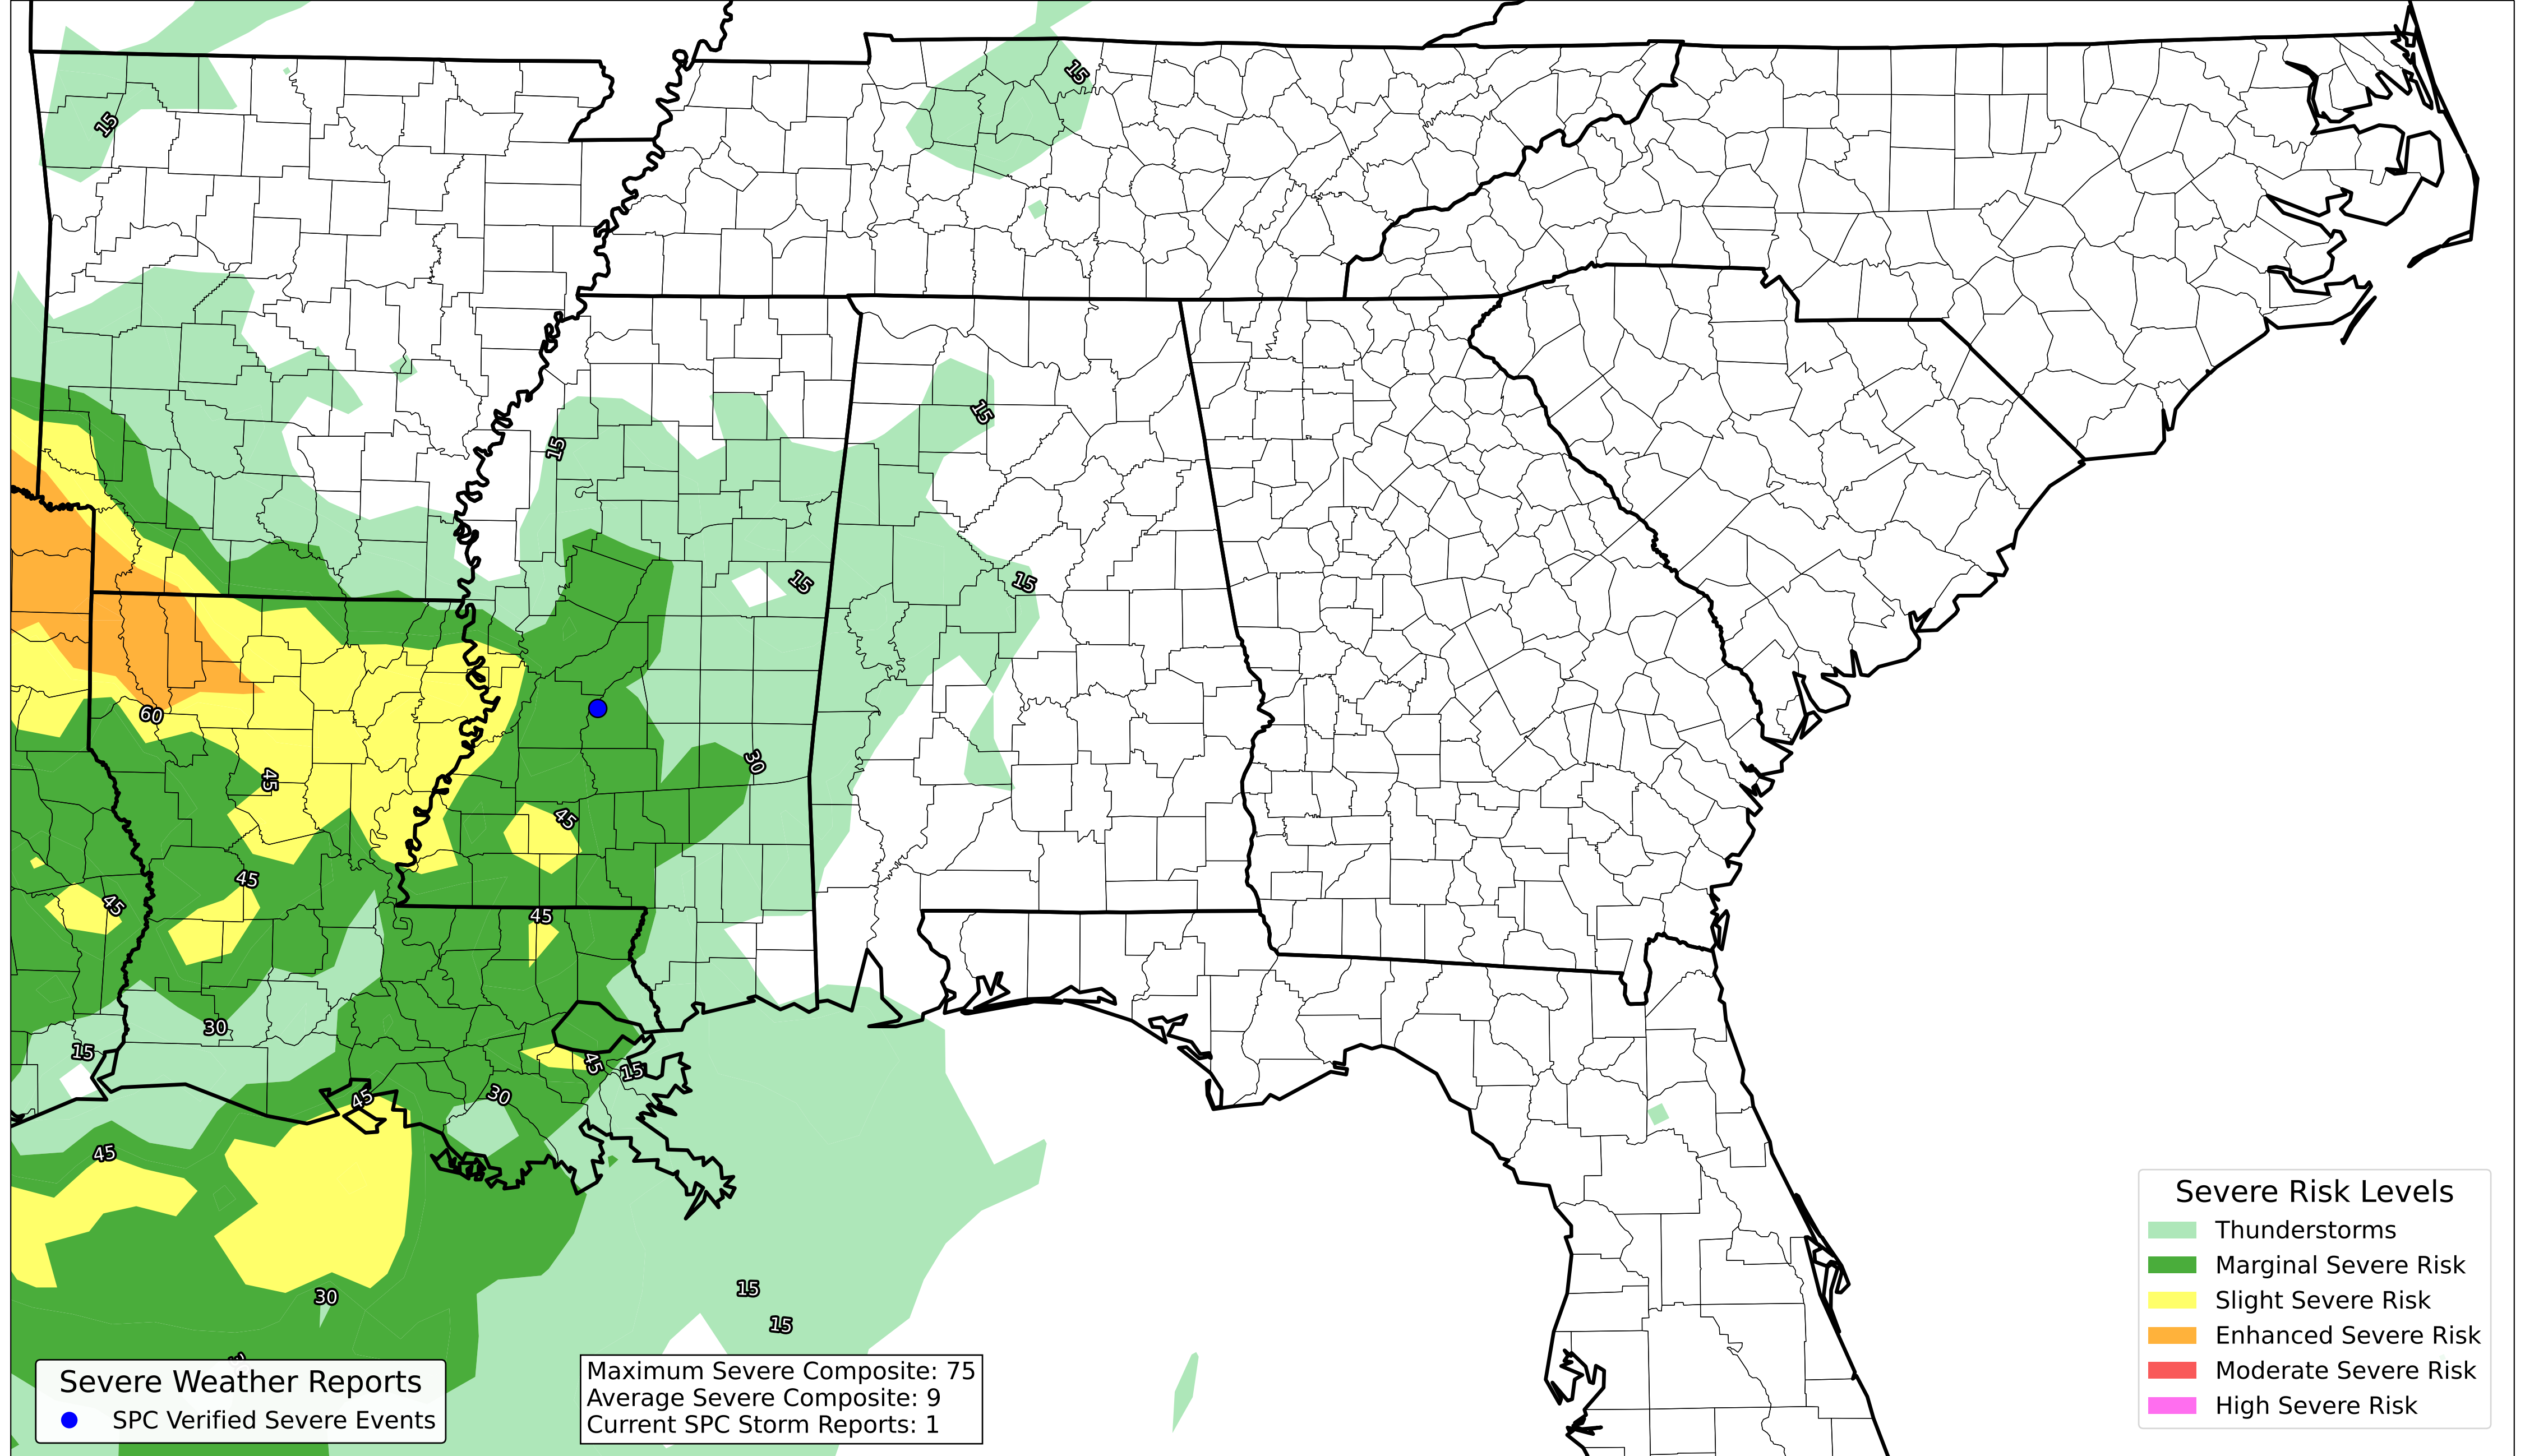 15
15
15
15
15
15
60
30
45
45
45
45
45
30
45
15
15
30
45
45
15
30
15
Severe Risk Levels
Thunderstorms
Marginal Severe Risk
Slight Severe Risk
Enhanced Severe Risk
Moderate Severe Risk
High Severe Risk
Severe Weather Reports
SPC Verified Severe Events
Maximum Severe Composite: 75
Average Severe Composite: 9
Current SPC Storm Reports: 1